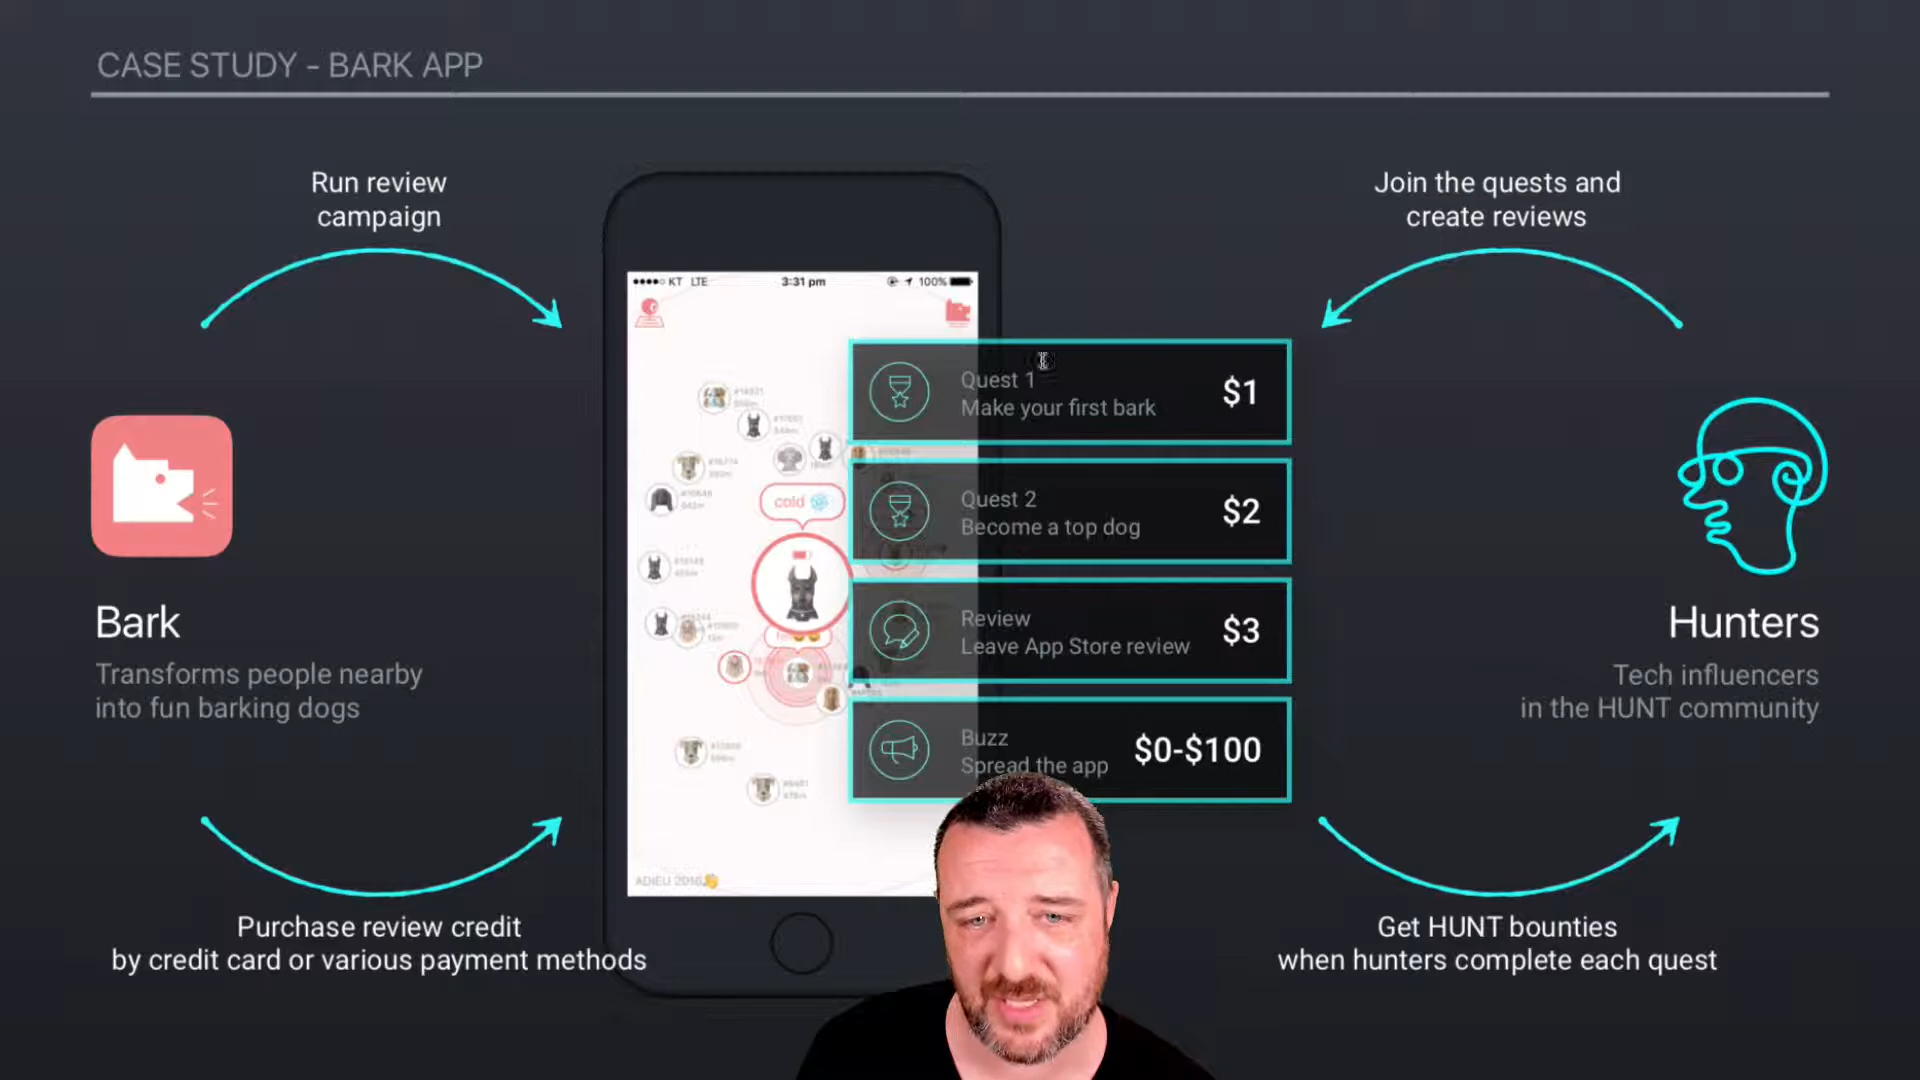 CASE STUDY - BARK APP
Run review
campaign
Join the quests and
create reviews
KT LTE
3:31 pm
100%
cold
Quest 1
Make your first bark
$1
Quest 2
Become a top dog
$2
Review
Leave App Store review
$3
Buzz
Spread the app
$0-$100
Bark
Transforms people nearby
into fun barking dogs
Hunters
Tech influencers
in the HUNT community
ADIEU 2016
Purchase review credit
by credit card or various payment methods
Get HUNT bounties
when hunters complete each quest